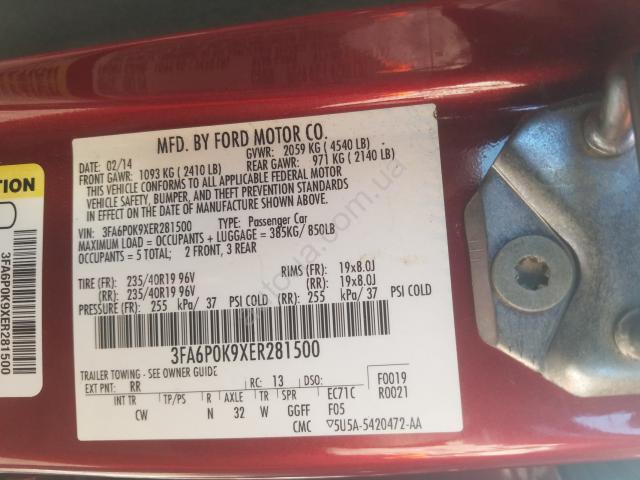 MFD. BY FORD MOTOR CO.
DATE: 02/14 GVWR: 2059 KG ( 4540 LB)
FRONT GAWR: 1093 KG ( 2410 LB) REAR GAWR: 971 KG ( 2140 LB)
THIS VEHICLE CONFORMS TO ALL APPLICABLE FEDERAL MOTOR
VEHICLE SAFETY, BUMPER, AND THEFT PREVENTION STANDARDS
IN EFFECT ON THE DATE OF MANUFACTURE SHOWN ABOVE.
VIN: 3FA6P0K9XER281500 TYPE: Passenger Car
MAXIMUM LOAD = OCCUPANTS + LUGGAGE = 385KG/ 850LB
OCCUPANTS = 5 TOTAL: 2 FRONT, 3 REAR
TIRE (FR): 235/40R19 96V RIMS (FR): 19x8.0J
(RR): 235/40R19 96V (RR): 19x8.0J
PRESSURE (FR): 255 kPa/ 37 PSI COLD (RR): 255 kPa/ 37 PSI COLD
3FA6P0K9XER281500
TRAILER TOWING - SEE OWNER GUIDE
EXT PNT: RR RC: 13 DSO: F0019
R0021
INT TR TP/PS R AXLE TR SPR EC71C
CW N 32 W GGFF F05
CMC ▽5U5A-5420472-AA
TION
3FA6P0K9XER281500
auto.ua